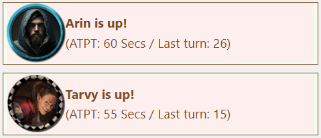 Arin is up!
(ATPT: 60 Secs / Last turn: 26)
Tarvy is up!
(ATPT: 55 Secs / Last turn: 15)